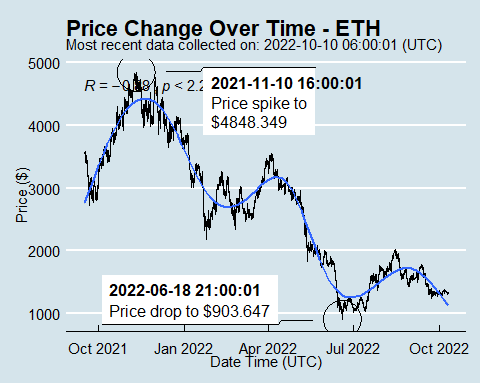 Price Change Over Time - ETH
Most recent data collected on: 2022-10-10 06:00:01 (UTC)
5000
2021-11-10 16:00:01
Price spike to
$4848.349
4000
3000
2000
1000
Price ($)
2022-06-18 21:00:01
Price drop to $903.647
Oct 2021 Jan 2022 Apr 2022 Jul 2022 Oct 2022
Date Time (UTC)